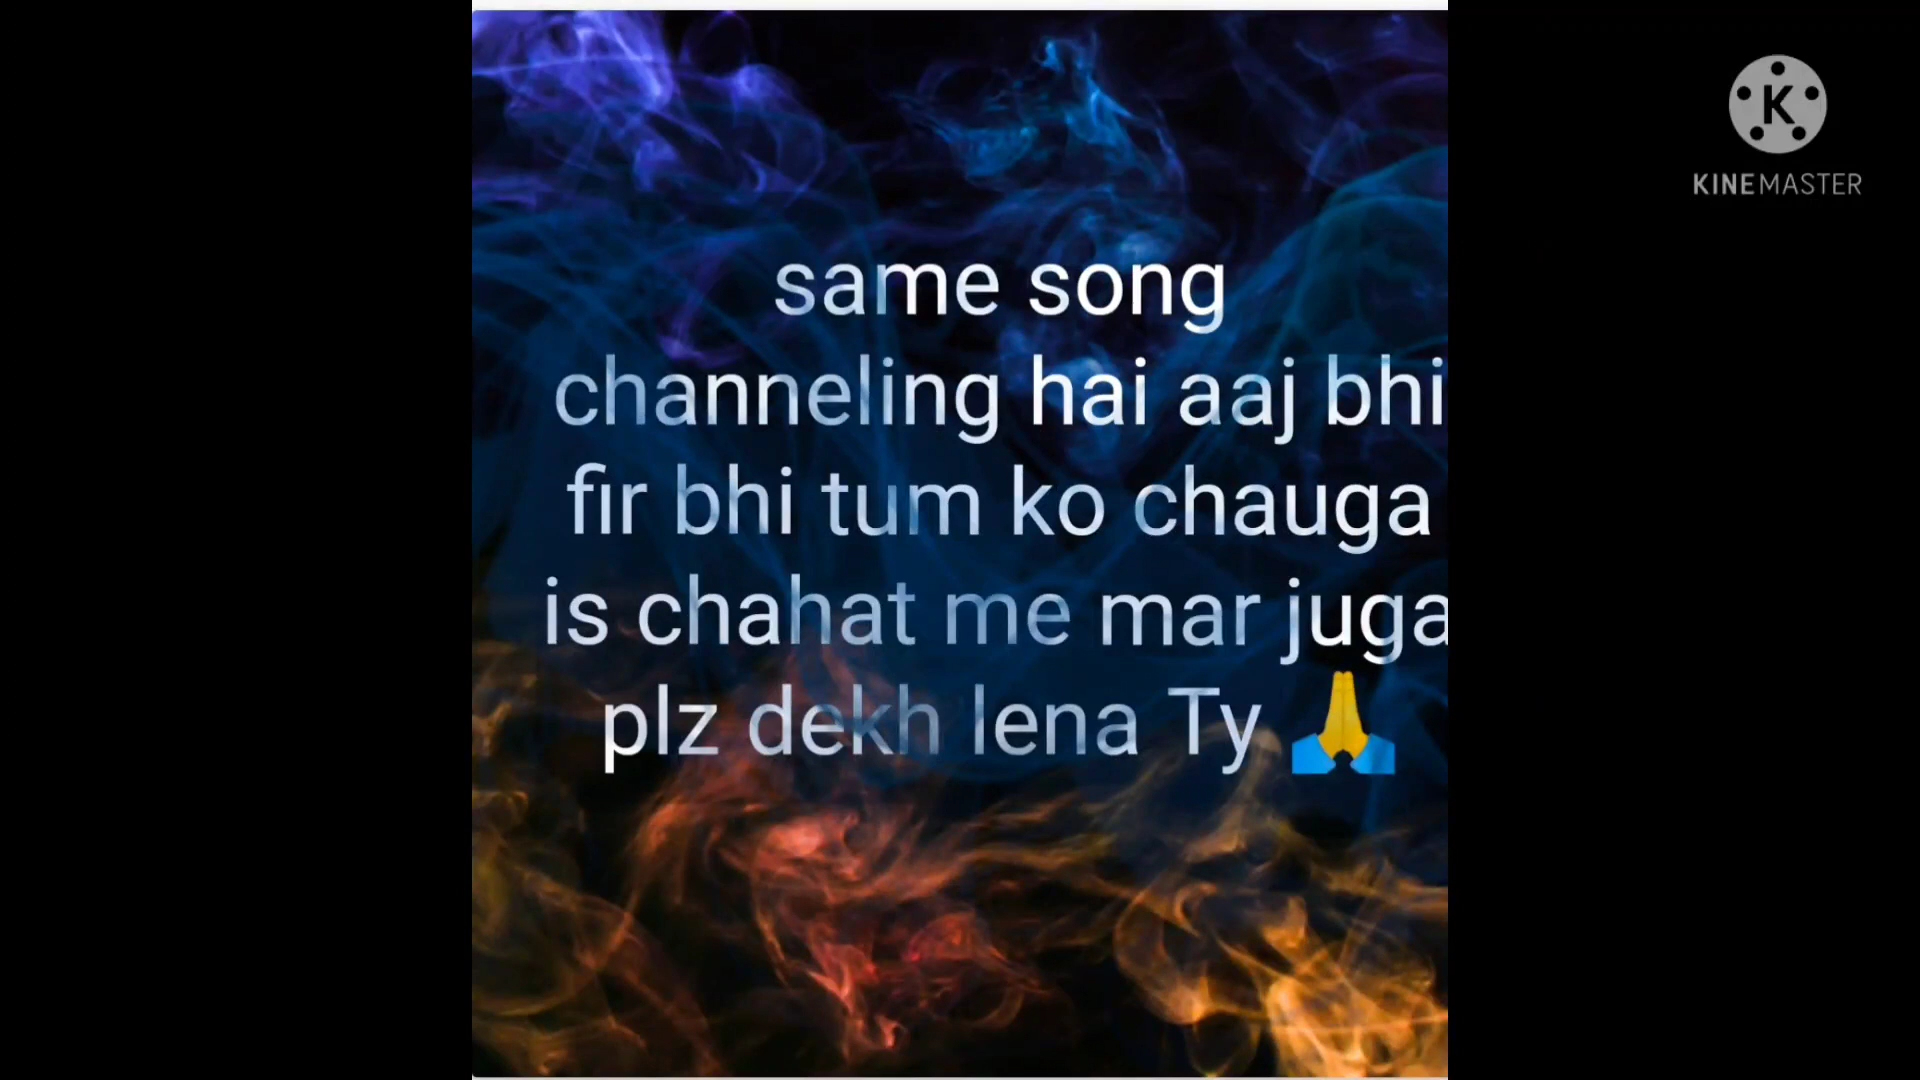 same song
channeling hai aaj bhi
fir bhi tum ko chauga
is chahat me mar juga
plz dekh lena Ty 🙏
K
KINEMASTER